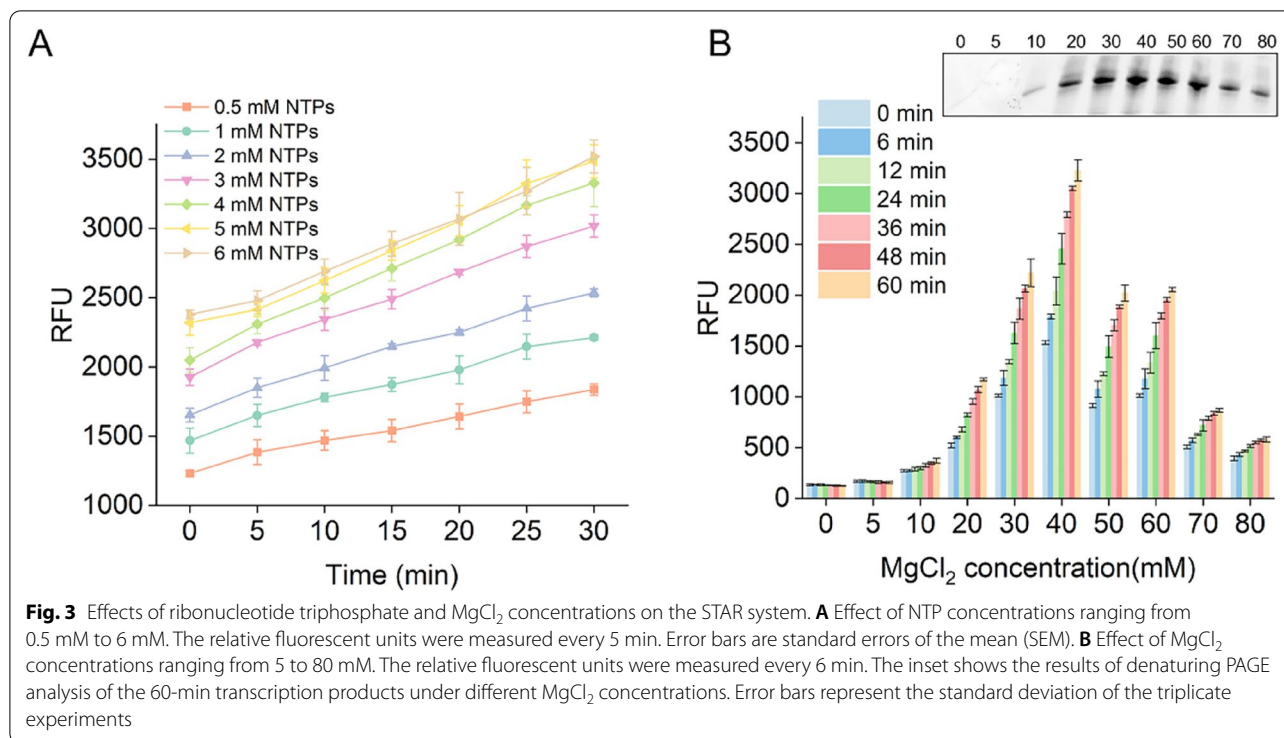 A
0.5 mM NTPs
1 mM NTPs
2 mM NTPs
3 mM NTPs
4 mM NTPs
5 mM NTPs
6 mM NTPs
3500
3000
2500
2000
1500
1000
RFU
0 5 10 15 20 25 30
Time (min)
B
0 5 10 20 30 40 50 60 70 80
0 min
6 min
12 min
24 min
36 min
48 min
60 min
3500
3000
2500
2000
1500
1000
500
0
RFU
0 5 10 20 30 40 50 60 70 80
MgCl₂ concentration(mM)
Fig. 3 Effects of ribonucleotide triphosphate and MgCl₂ concentrations on the STAR system. A Effect of NTP concentrations ranging from
0.5 mM to 6 mM. The relative fluorescent units were measured every 5 min. Error bars are standard errors of the mean (SEM). B Effect of MgCl₂
concentrations ranging from 5 to 80 mM. The relative fluorescent units were measured every 6 min. The inset shows the results of denaturing PAGE
analysis of the 60-min transcription products under different MgCl₂ concentrations. Error bars represent the standard deviation of the triplicate
experiments